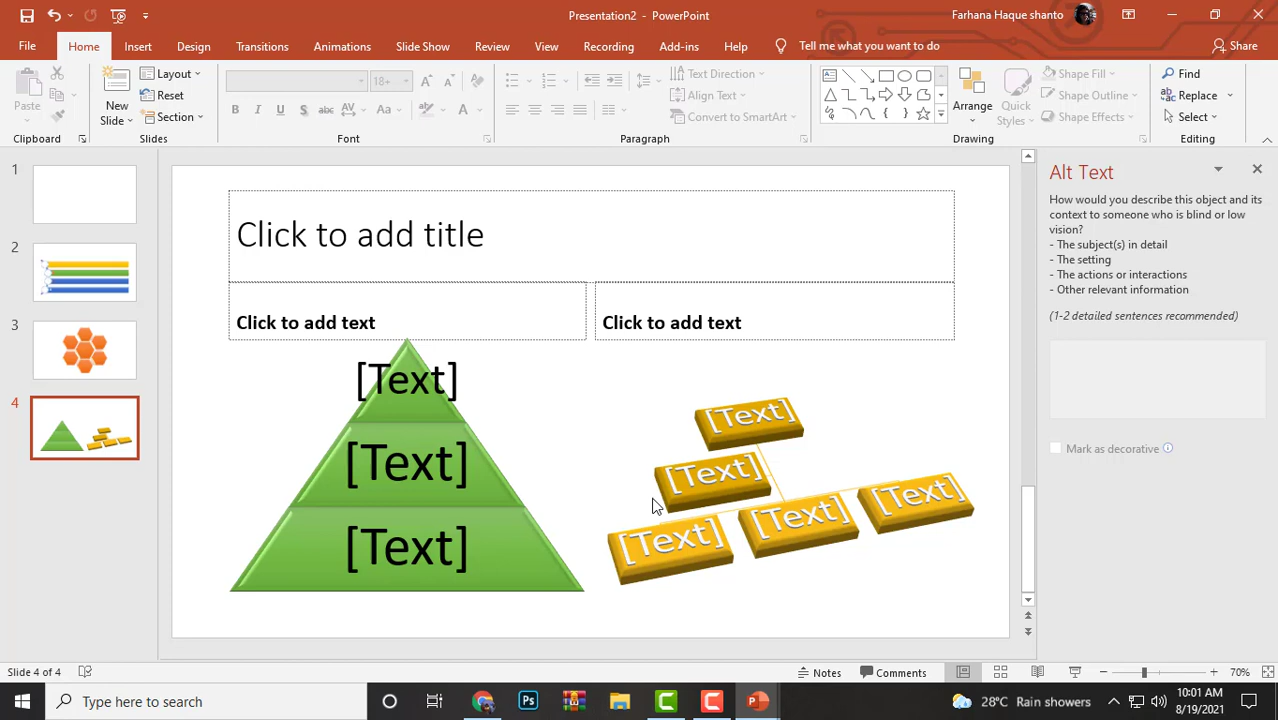 Presentation2 - PowerPoint
Farhana Haque shanto
File Home Insert Design Transitions Animations Slide Show Review View Recording Add-ins Help Tell me what you want to do Share
Paste
New
Slide
Layout
Reset
Section
18
Text Direction
Align Text
Convert to SmartArt
Arrange
Quick
Styles
Shape Fill
Shape Outline
Shape Effects
Find
Replace
Select
Clipboard Slides Font Paragraph Drawing Editing
1
2
3
4
Click to add title
Click to add text
Click to add text
[Text]
[Text]
[Text]
[Text]
[Text]
[Text]
[Text]
[Text]
Alt Text
How would you describe this object and its
context to someone who is blind or low
vision?
- The subject(s) in detail
- The setting
- The actions or interactions
- Other relevant information
(1-2 detailed sentences recommended)
Mark as decorative
Slide 4 of 4
Notes
Comments
70%
Type here to search
28°C Rain showers
10:01 AM
8/19/2021